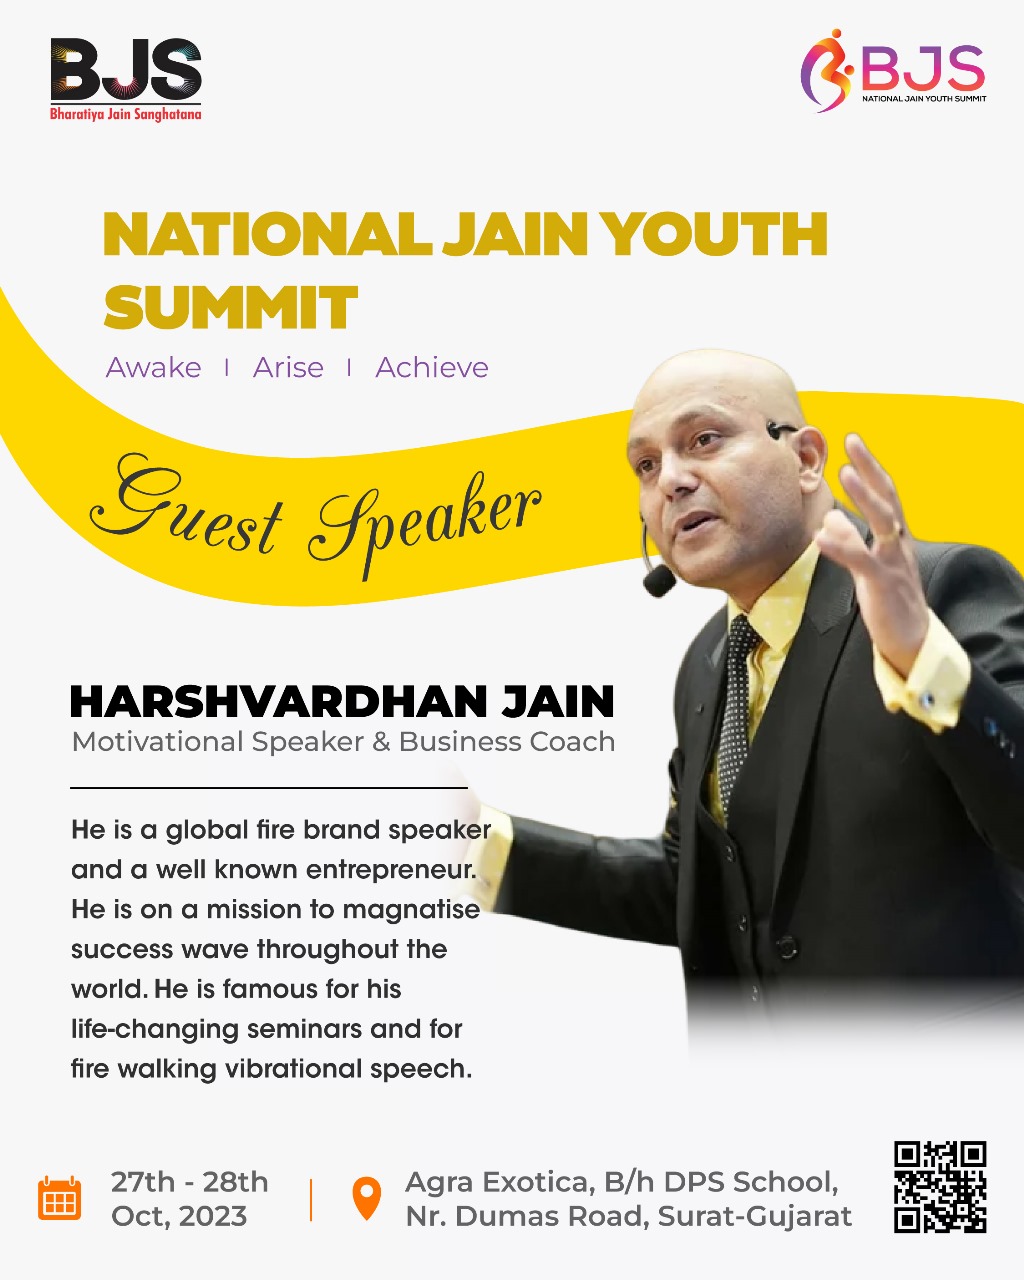 BJS
Bharatiya Jain Sanghatana
BJS
NATIONAL JAIN YOUTH SUMMIT
NATIONAL JAIN YOUTH
SUMMIT
Awake | Arise | Achieve
Guest Speaker
HARSHVARDHAN JAIN
Motivational Speaker & Business Coach
He is a global fire brand speaker
and a well known entrepreneur.
He is on a mission to magnatise
success wave throughout the
world. He is famous for his
life-changing seminars and for
fire walking vibrational speech.
27th - 28th
Oct, 2023
Agra Exotica, B/h DPS School,
Nr. Dumas Road, Surat-Gujarat